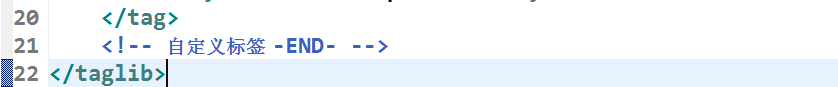 20 </tag>
21 <!-- 自定义标签 -END- -->
22 </taglib>